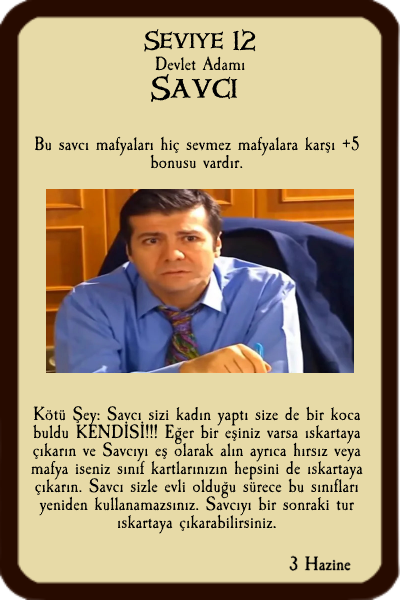 SEVIYE 12
Devlet Adamı
SAVCI
Bu savcı mafyaları hiç sevmez mafyalara karşı +5
bonusu vardır.
Kötü Şey: Savcı sizi kadın yaptı size de bir koca
buldu KENDİSİ!!! Eğer bir eşiniz varsa ıskartaya
çıkarın ve Savcıyı eş olarak alın ayrıca hırsız veya
mafya iseniz sınıf kartlarınızın hepsini de ıskartaya
çıkarın. Savcı sizle evli olduğu sürece bu sınıfları
yeniden kullanamazsınız. Savcıyı bir sonraki tur
ıskartaya çıkarabilirsiniz.
3 Hazine